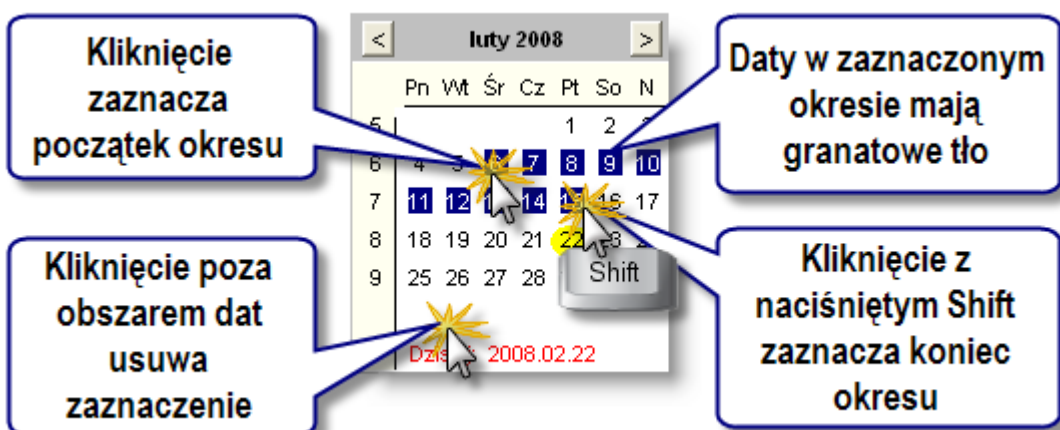 Kliknięcie
zaznacza
początek okresu
Kliknięcie poza
obszarem dat
usuwa
zaznaczenie
< luty 2008 >
Pn Wt Śr Cz Pt So N
5 1 2
6 4 7 8 9 10
7 11 12 14 16 17
8 18 19 20 21 22
9 25 26 27 28
Shift
2008.02.22
Daty w zaznaczonym
okresie mają
granatowe tło
Kliknięcie z
naciśniętym Shift
zaznacza koniec
okresu